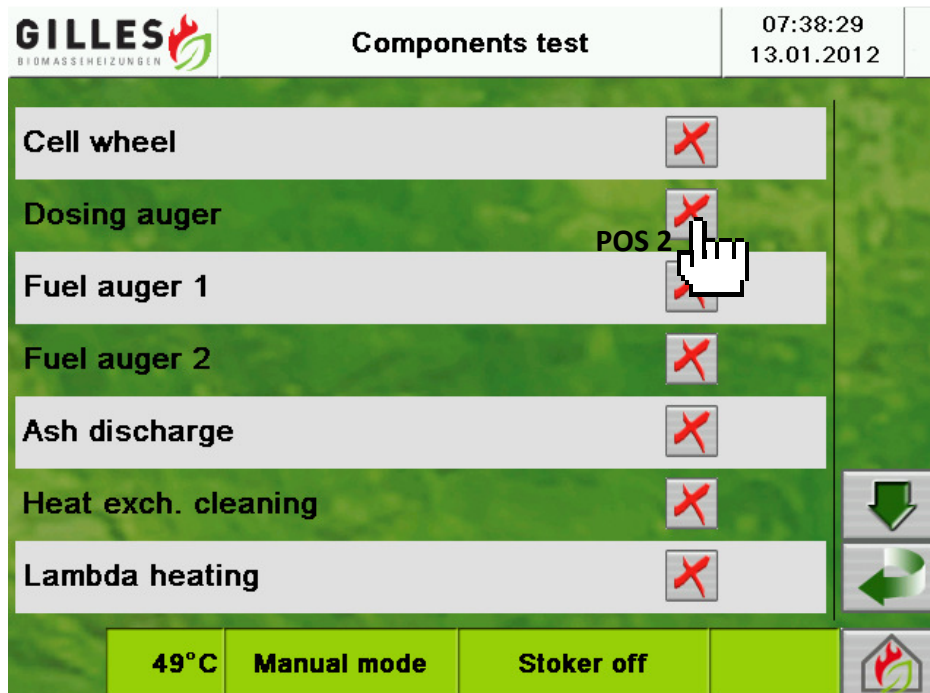 GILLES
BIOMASSEHEIZUNGEN
Components test
07:38:29
13.01.2012
Cell wheel
Dosing auger
POS 2
Fuel auger 1
Fuel auger 2
Ash discharge
Heat exch. cleaning
Lambda heating
49°C Manual mode Stoker off